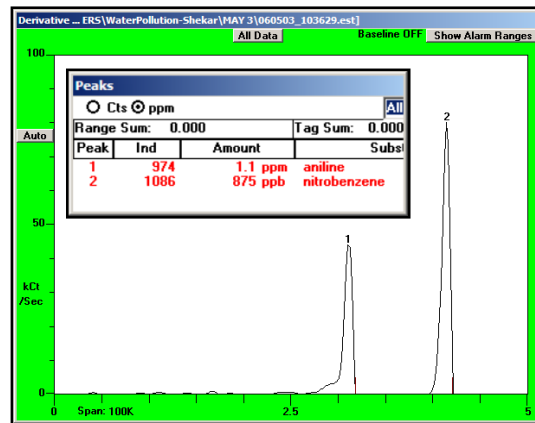 Derivative ... ERS\WaterPollution-Shekar\MAY 3\060503_103629.est]
All Data Baseline OFF Show Alarm Ranges
100
Peaks
Cts ppm All
Range Sum: 0.000 Tag Sum: 0.000
Auto
Peak Ind Amount Subst
1 974 1.1 ppm aniline
2 1086 875 ppb nitrobenzene
2
50
1
kCt
/Sec
0
0 Span: 100K 2.5 5